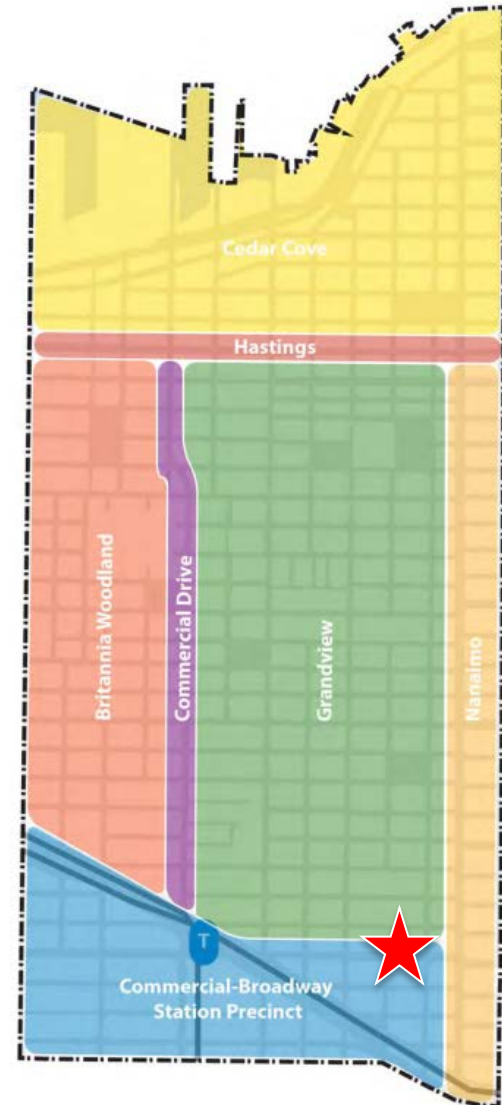 Cedar Cove
Hastings
Britannia Woodland
Commercial Drive
Grandview
Nanaimo
T
Commercial-Broadway
Station Precinct